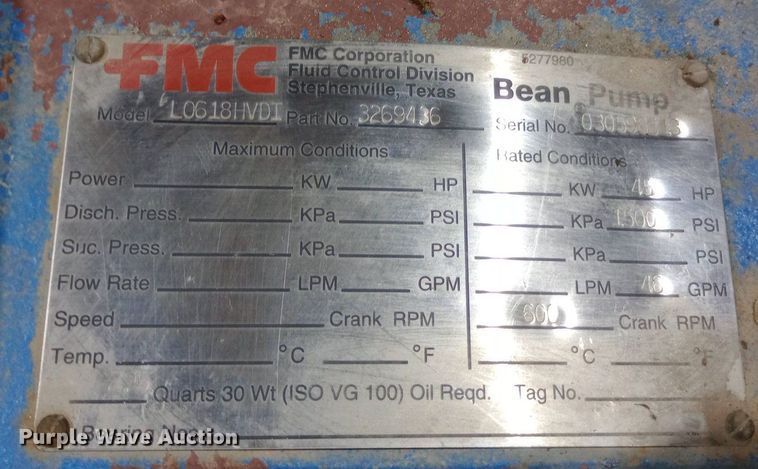 FMC
FMC Corporation
Fluid Control Division
Stephenville, Texas
5277980
Bean Pump
Model L0618HVDI Part No. 3269436
Serial No.
Maximum Conditions
Rated Conditions
Power KW HP
KW 45 HP
Disch. Press. KPa PSI
KPa 1500 PSI
Suc. Press. KPa PSI
KPa PSI
Flow Rate LPM GPM
LPM GPM
Speed Crank RPM
600 Crank RPM
Temp. °C °F
°C °F
Quarts 30 Wt (ISO VG 100) Oil Reqd. Tag No.
Purple Wave Auction